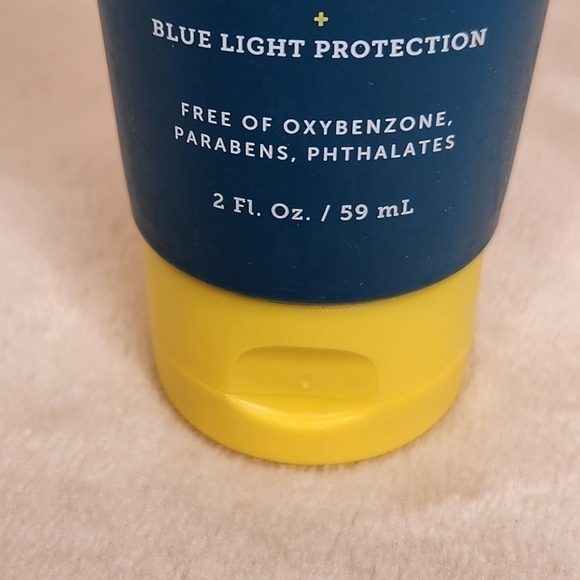 +
BLUE LIGHT PROTECTION
FREE OF OXYBENZONE,
PARABENS, PHTHALATES
2 Fl. Oz. / 59 mL